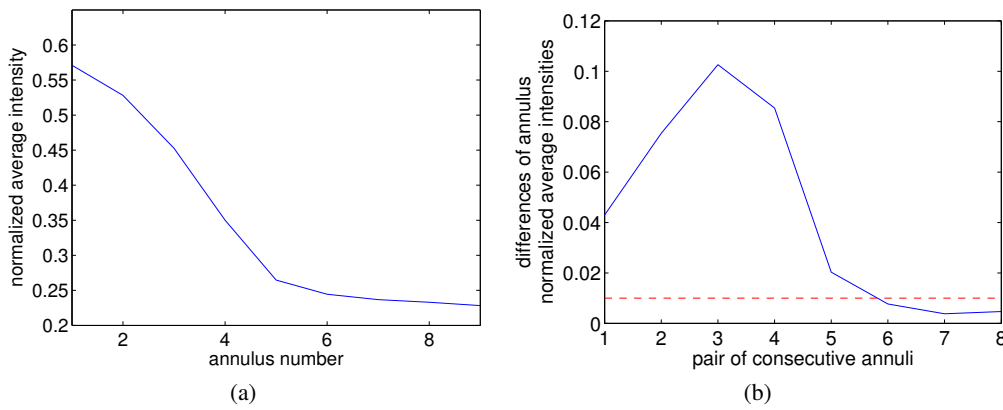 0.6
0.55
0.5
0.45
0.4
0.35
0.3
0.25
0.2
2 4 6 8
normalized average intensity
annulus number
(a)
0.12
0.1
0.08
0.06
0.04
0.02
0
1 2 3 4 5 6 7 8
differences of annulus
normalized average intensities
pair of consecutive annuli
(b)